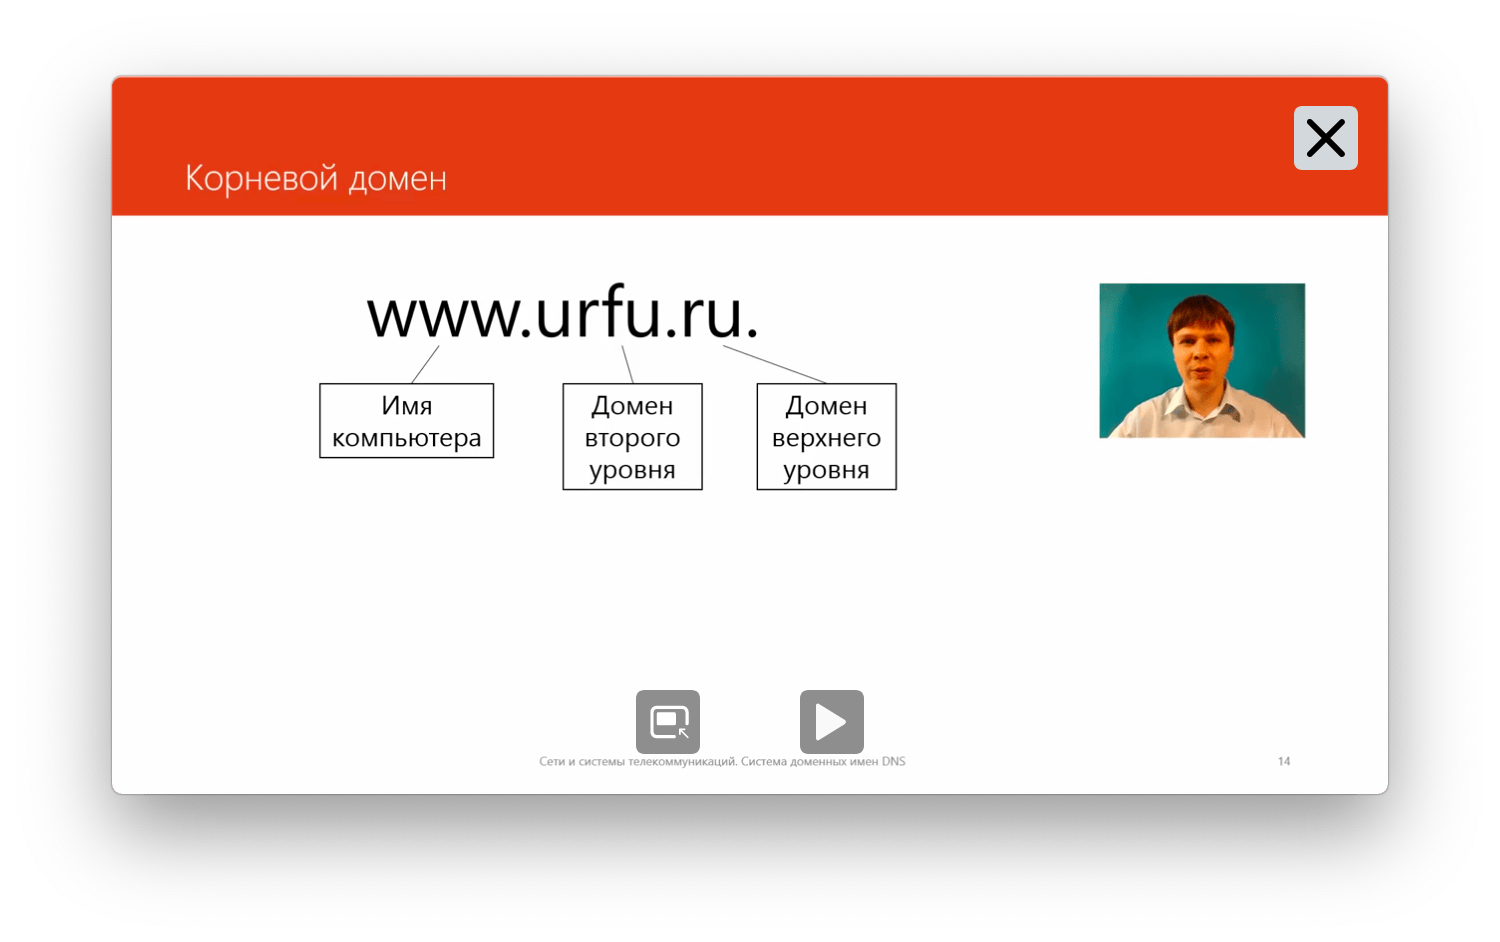 Корневой домен
www.urfu.ru.
Имя
компьютера
Домен
второго
уровня
Домен
верхнего
уровня
Сети и системы телекоммуникаций. Система доменных имен DNS
14